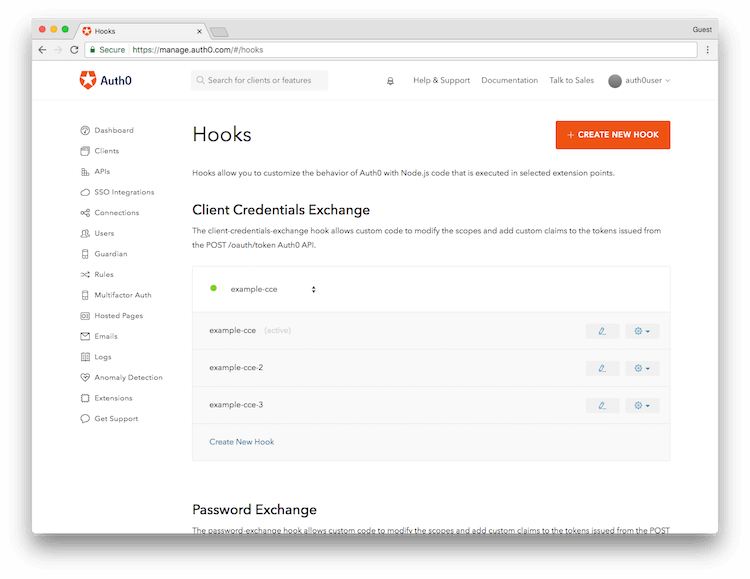 Hooks
Guest
Secure https://manage.auth0.com/#/hooks
Auth0
Search for clients or features
Help & Support
Documentation
Talk to Sales
auth0user
Dashboard
Clients
APIs
SSO Integrations
Connections
Users
Guardian
Rules
Multifactor Auth
Hosted Pages
Emails
Logs
Anomaly Detection
Extensions
Get Support
Hooks
+ CREATE NEW HOOK
Hooks allow you to customize the behavior of Auth0 with Node.js code that is executed in selected extension points.
Client Credentials Exchange
The client-credentials-exchange hook allows custom code to modify the scopes and add custom claims to the tokens issued from
the POST /oauth/token Auth0 API.
example-cce
example-cce (active)
example-cce-2
example-cce-3
Create New Hook
Password Exchange
The password-exchange hook allows custom code to modify the scopes and add custom claims to the tokens issued from the POST